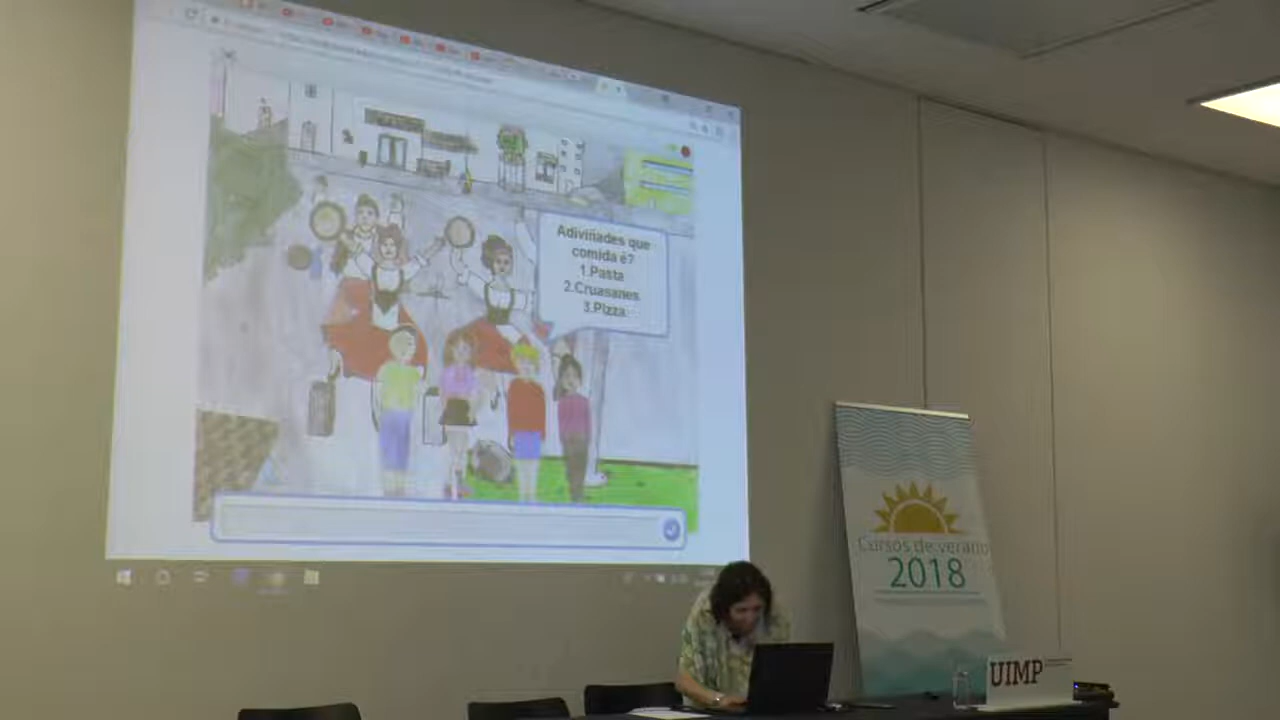 Adiviñades que
comida é?
1.Pasta
2.Cruasanes
3.Pizza
Cursos de verano
2018
UIMP